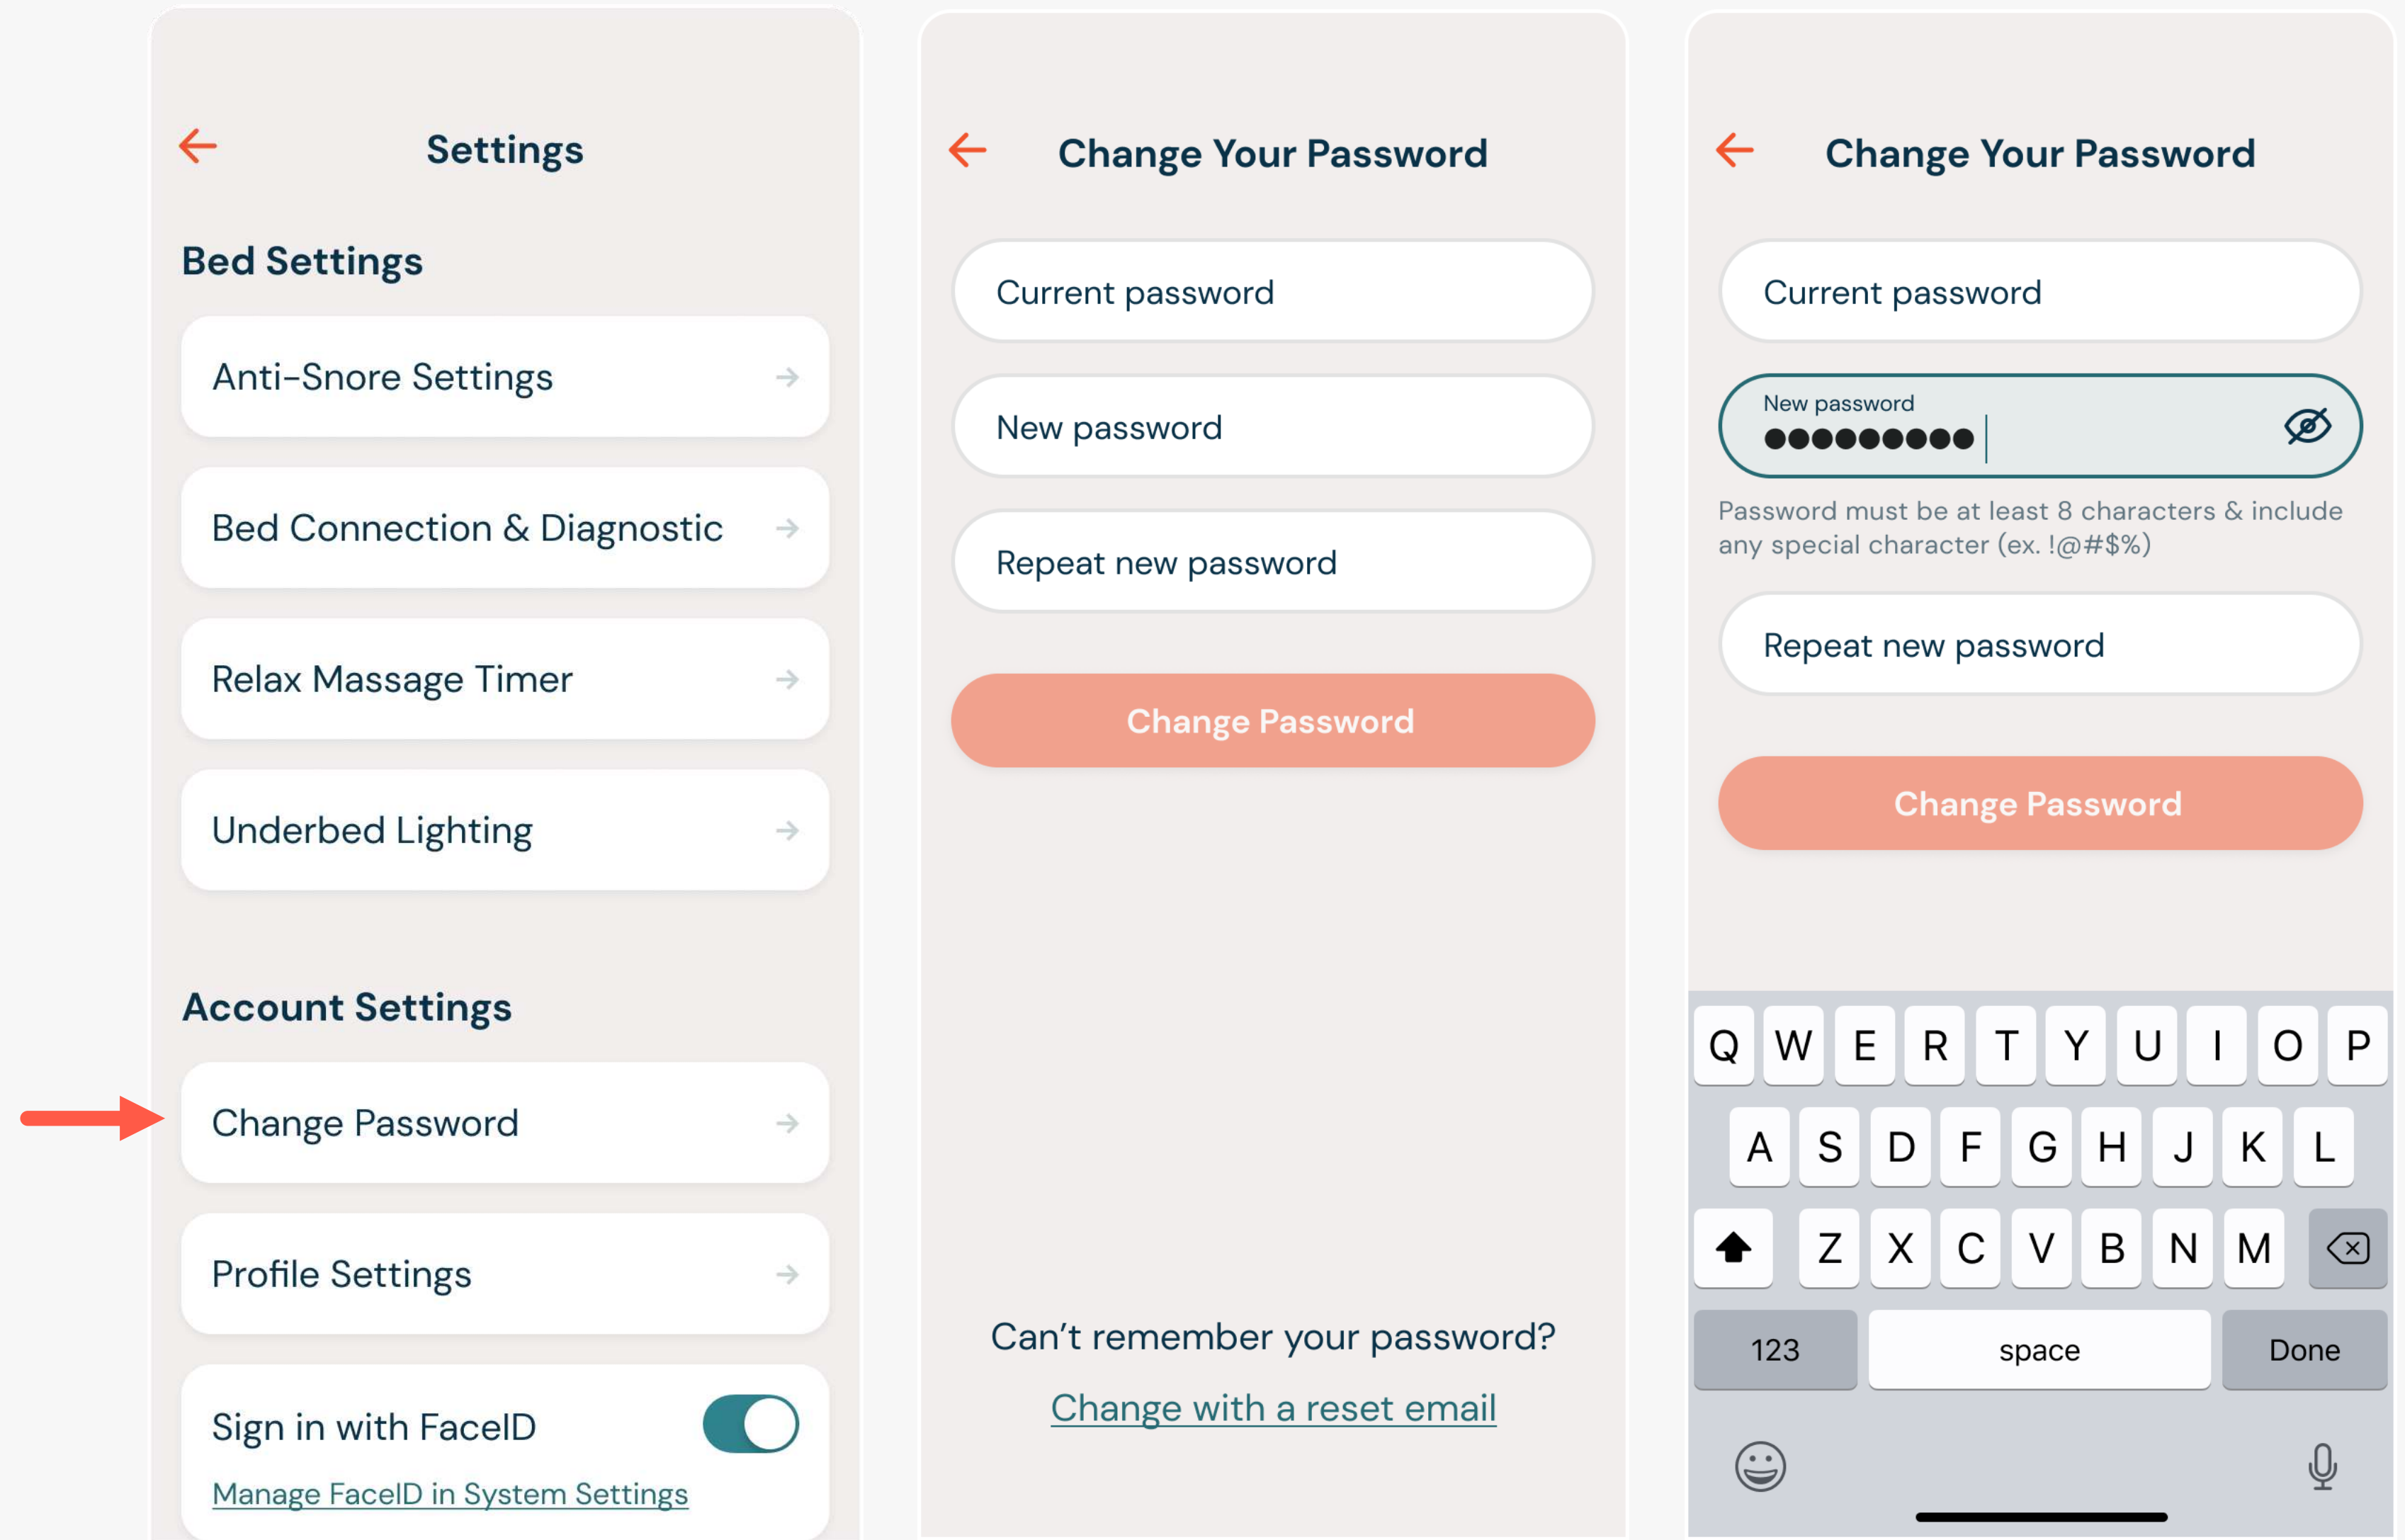 Settings
Bed Settings
Anti-Snore Settings
Bed Connection & Diagnostic
Relax Massage Timer
Underbed Lighting
Account Settings
Change Password
Profile Settings
Sign in with FaceID
Manage FaceID in System Settings
Change Your Password
Current password
New password
Repeat new password
Change Password
Can't remember your password?
Change with a reset email
Change Your Password
Current password
New password
Password must be at least 8 characters & include
any special character (ex. !@#$%)
Repeat new password
Change Password
Q W E R T Y U I O P
A S D F G H J K L
Z X C V B N M
123 space Done